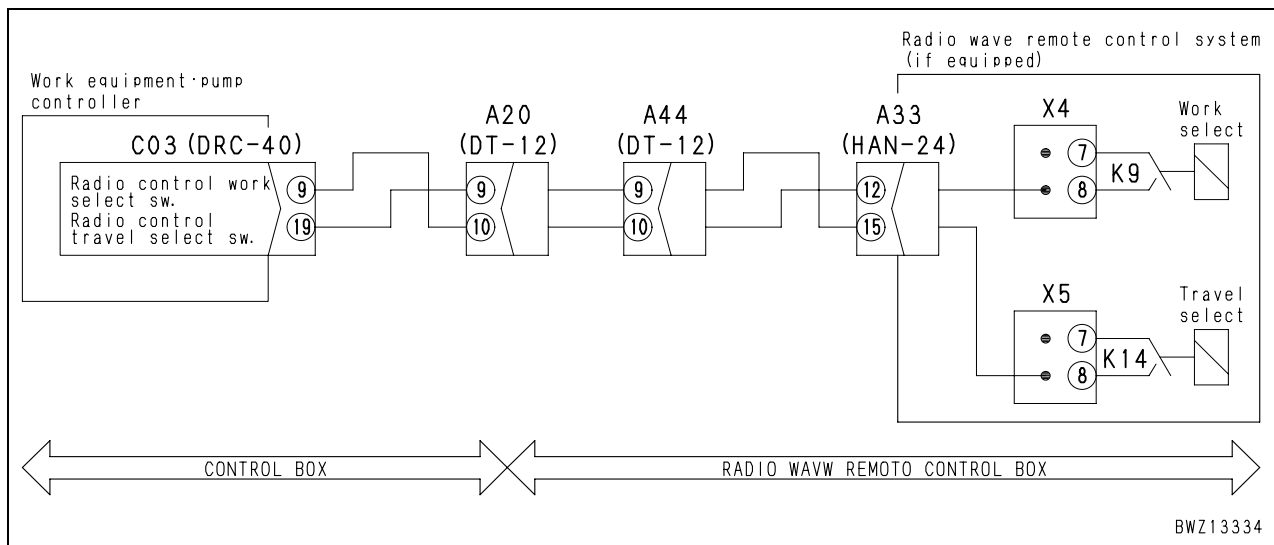 Radio wave remote control system
(if equipped)
Work equipment·pump
controller
C03 (DRC-40)
A20
(DT-12)
A44
(DT-12)
A33
(HAN-24)
X4
Work
select
Radio control work
select sw.
Radio control
travel select sw.
9
19
9
10
9
10
12
15
7
8
K9
X5
Travel
select
7
8
K14
CONTROL BOX
RADIO WAVW REMOTO CONTROL BOX
BWZ13334